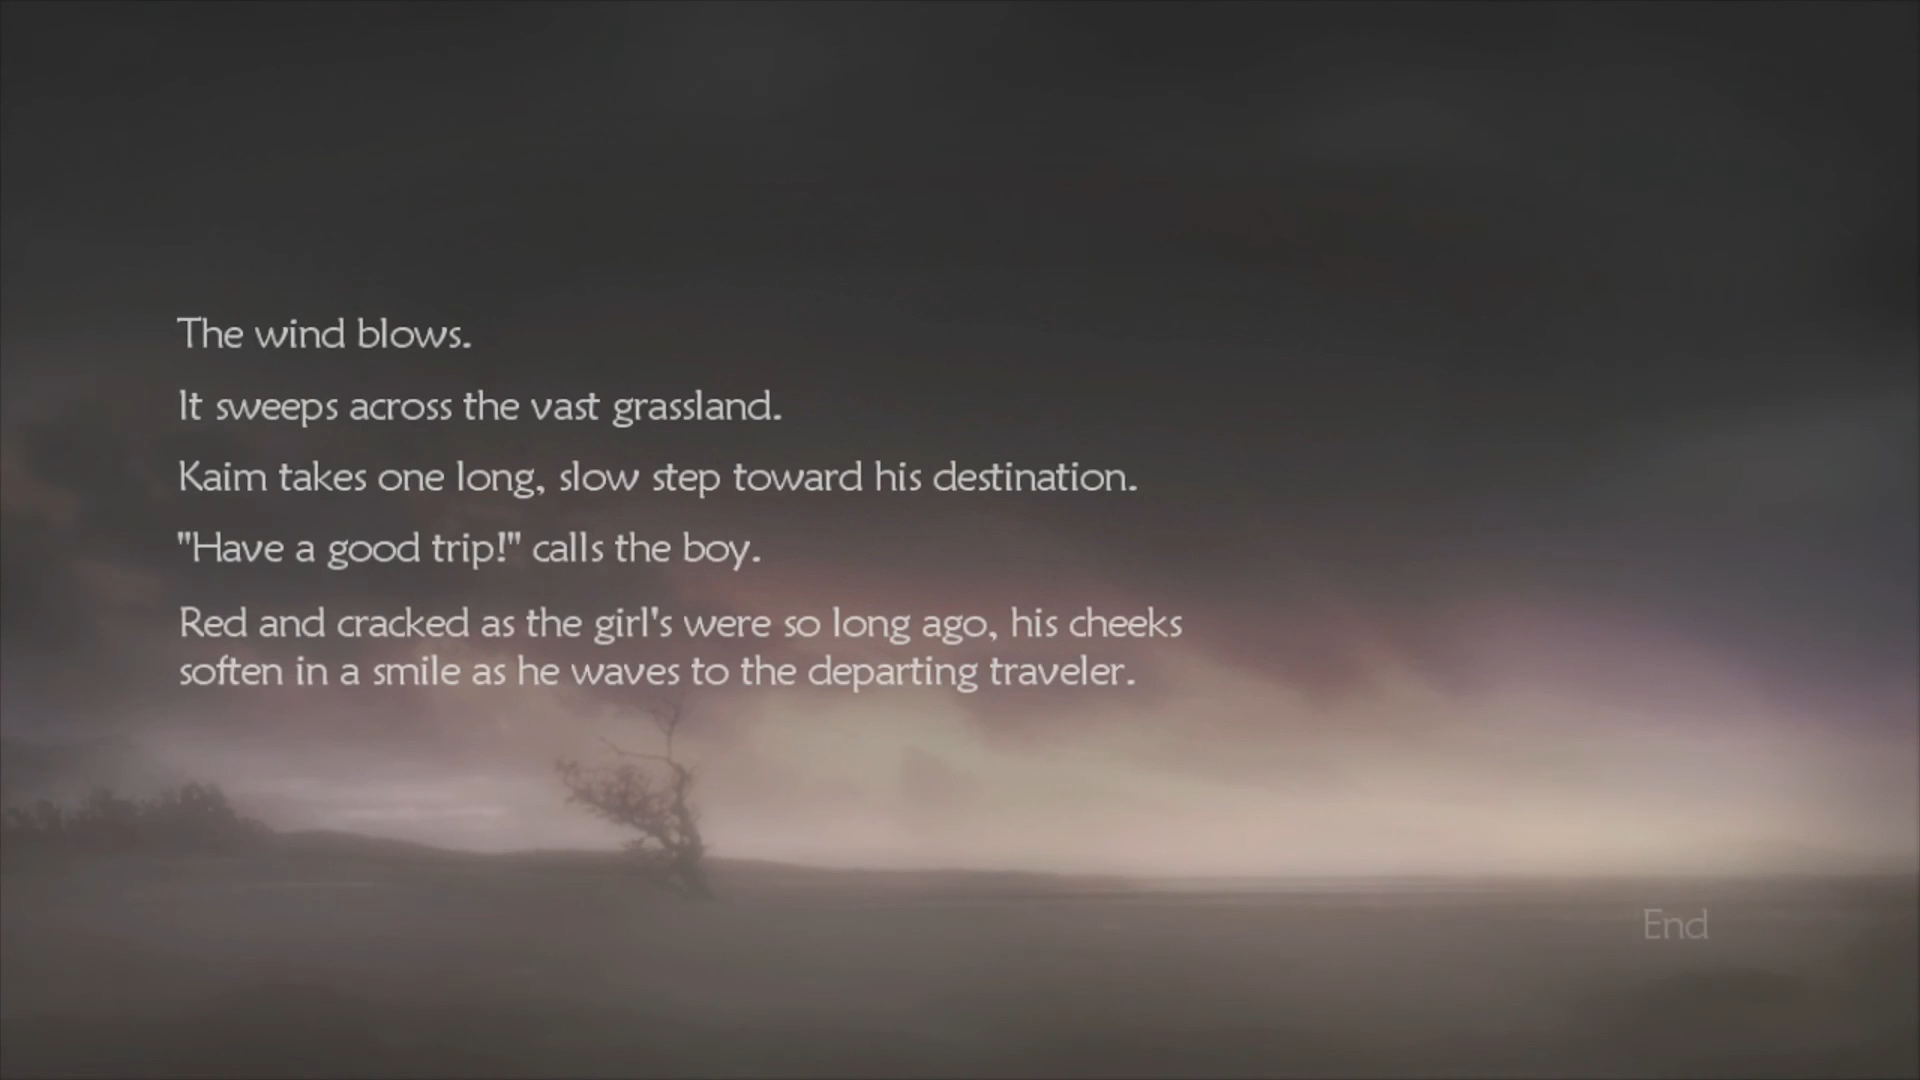 The wind blows.
It sweeps across the vast grassland.
Kaim takes one long, slow step toward his destination.
"Have a good trip!" calls the boy.
Red and cracked as the girl's were so long ago, his cheeks
soften in a smile as he waves to the departing traveler.
End